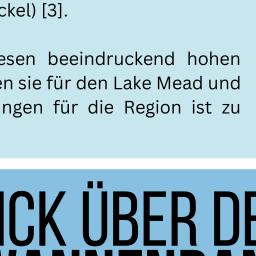 ckel) [3].
esen beeindruckend hohen
en sie für den Lake Mead und
ngen für die Region ist zu
ICK ÜBER DE